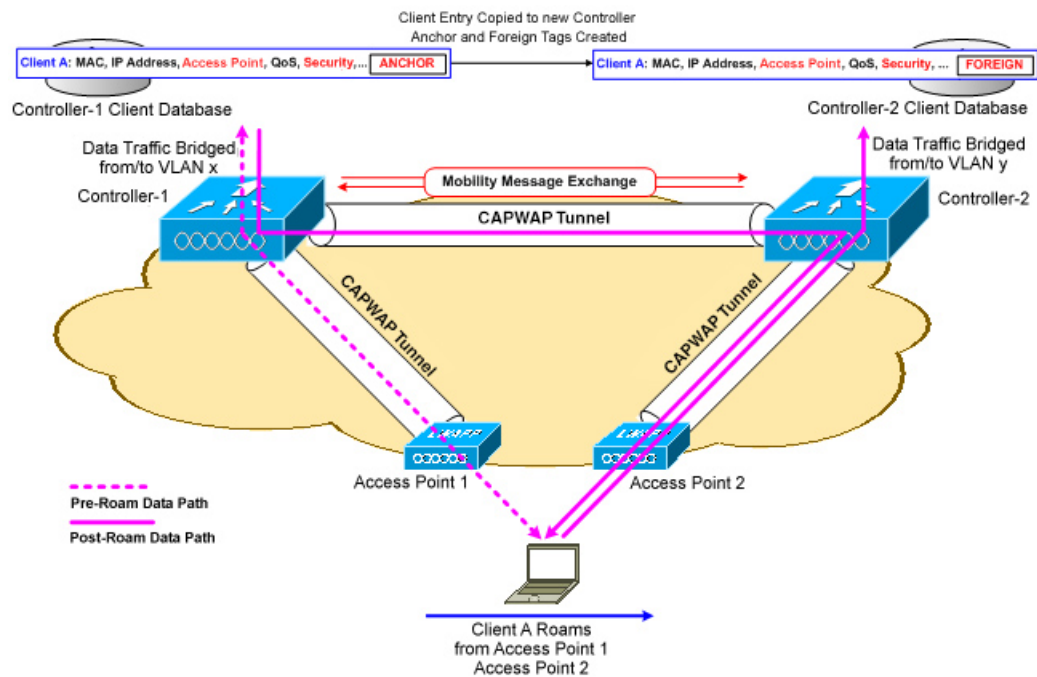 Client Entry Copied to new Controller
Anchor and Foreign Tags Created
Client A: MAC, IP Address, Access Point, QoS, Security,... ANCHOR
Client A: MAC, IP Address, Access Point, QoS, Security, ... FOREIGN
Controller-1 Client Database
Controller-2 Client Database
Data Traffic Bridged
from/to VLAN x
Data Traffic Bridged
from/to VLAN y
Controller-1
Mobility Message Exchange
Controller-2
CAPWAP Tunnel
CAPWAP Tunnel
CAPWAP Tunnel
LWAPP
LWAPP
Access Point 1
Access Point 2
Pre-Roam Data Path
Post-Roam Data Path
Client A Roams
from Access Point 1
Access Point 2